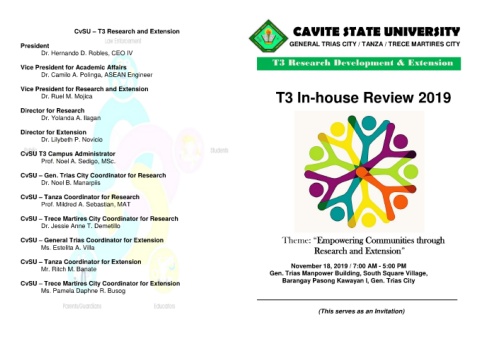 CvSU – T3 Research and Extension
President
Dr. Hernando D. Robles, CEO IV
Vice President for Academic Affairs
Dr. Camilo A. Polinga, ASEAN Engineer
Vice President for Research and Extension
Dr. Ruel M. Mojica
Director for Research
Dr. Yolanda A. Ilagan
Director for Extension
Dr. Lilybeth P. Novicio
CvSU T3 Campus Administrator
Prof. Noel A. Sedigo, MSc.
CvSU – Gen. Trias City Coordinator for Research
Dr. Noel B. Manarpiis
CvSU – Tanza Coordinator for Research
Prof. Mildred A. Sebastian, MAT
CvSU – Trece Martires City Coordinator for Research
Dr. Jessie Anne T. Demetillo
CvSU – General Trias Coordinator for Extension
Ms. Estelita A. Villa
CvSU – Tanza Coordinator for Extension
Mr. Ritch M. Banate
CvSU – Trece Martires City Coordinator for Extension
Ms. Pamela Daphne R. Busog
CAVITE STATE UNIVERSITY
GENERAL TRIAS CITY / TANZA / TRECE MARTIRES CITY
T3 Research Development & Extension
T3 In-house Review 2019
Theme: “Empowering Communities through
Research and Extension”
November 18, 2019 / 7:00 AM - 5:00 PM
Gen. Trias Manpower Building, South Square Village,
Barangay Pasong Kawayan I, Gen. Trias City
(This serves as an Invitation)